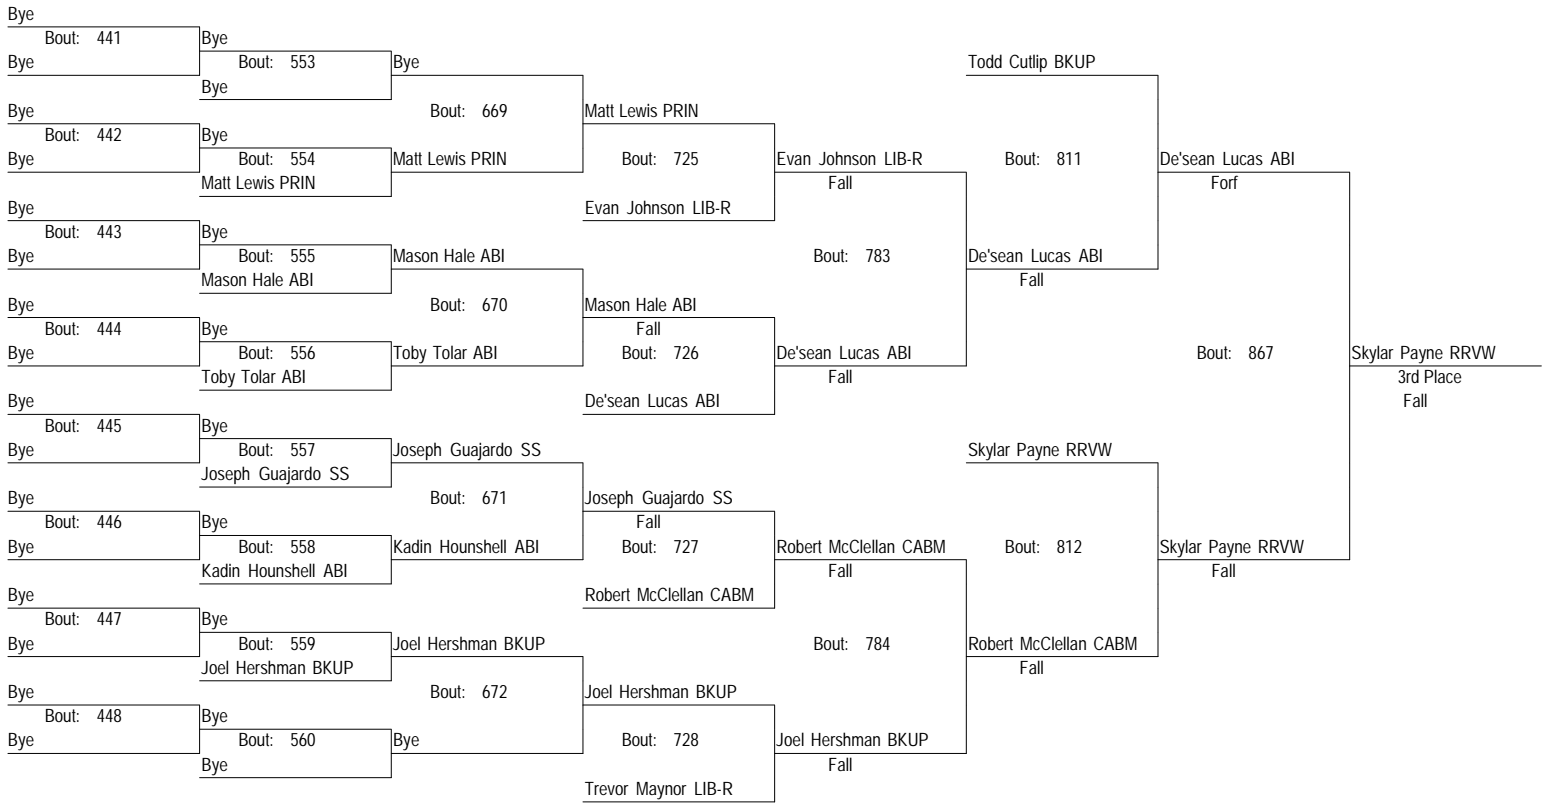 Bye
Bout: 441 Bye
Bye Bout: 553 Bye Todd Cutlip BKUP
Bye
Bye Bout: 669 Matt Lewis PRIN
Bout: 442 Bye
Bye Bout: 554 Matt Lewis PRIN Bout: 725 Evan Johnson LIB-R Bout: 811 De'sean Lucas ABI
Matt Lewis PRIN Fall Forf
Bye Evan Johnson LIB-R
Bout: 443 Bye
Bye Bout: 555 Mason Hale ABI Bout: 783 De'sean Lucas ABI
Mason Hale ABI Fall
Bye Bout: 670 Mason Hale ABI
Bout: 444 Bye Fall
Bye Bout: 556 Toby Tolar ABI Bout: 726 De'sean Lucas ABI Bout: 867 Skylar Payne RRVW
Toby Tolar ABI Fall 3rd Place
Bye De'sean Lucas ABI Fall
Bout: 445 Bye
Bye Bout: 557 Joseph Guajardo SS Skylar Payne RRVW
Joseph Guajardo SS
Bye Bout: 671 Joseph Guajardo SS
Bout: 446 Bye Fall
Bye Bout: 558 Kadin Hounshell ABI Bout: 727 Robert McClellan CABM Bout: 812 Skylar Payne RRVW
Kadin Hounshell ABI Fall Fall
Bye Robert McClellan CABM
Bout: 447 Bye
Bye Bout: 559 Joel Hershman BKUP Bout: 784 Robert McClellan CABM
Joel Hershman BKUP Fall
Bye Bout: 672 Joel Hershman BKUP
Bout: 448 Bye
Bye Bout: 560 Bye Bout: 728 Joel Hershman BKUP
Bye Fall
Trevor Maynor LIB-R